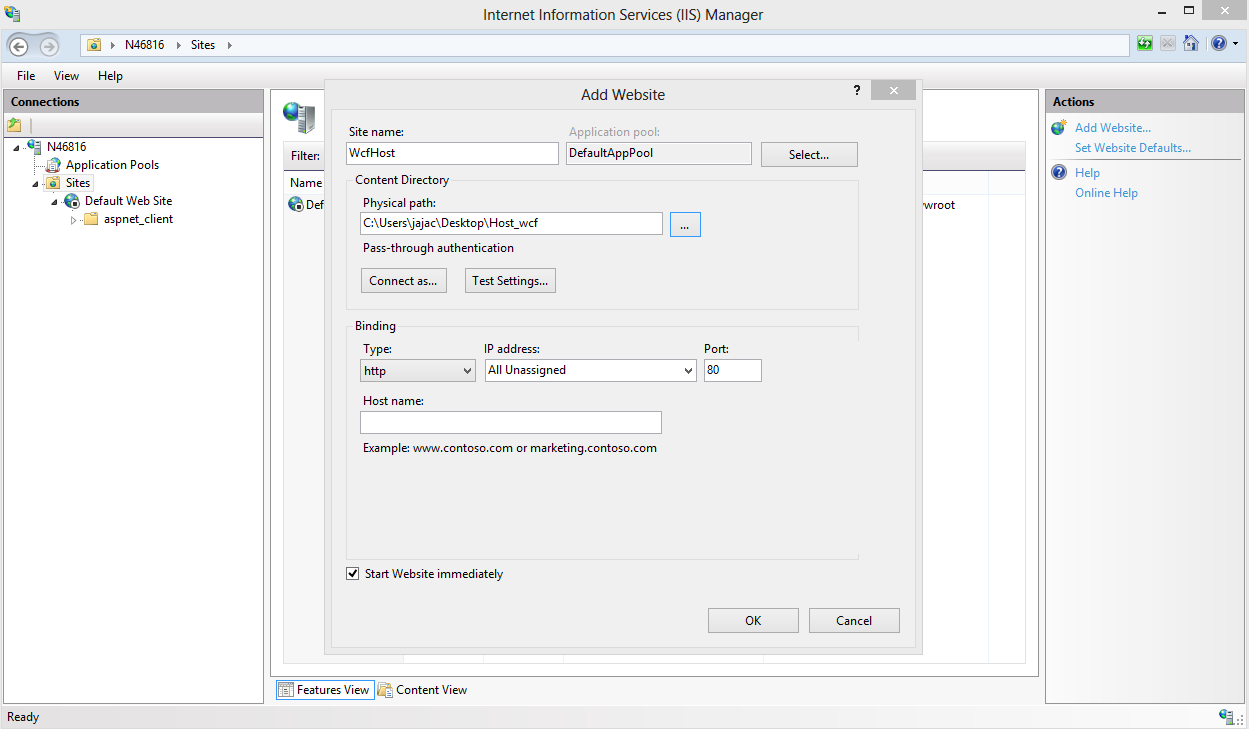 Internet Information Services (IIS) Manager
N46816 Sites
File View Help
Connections
N46816
Application Pools
Sites
Default Web Site
aspnet_client
Filter:
Name
Def
wroot
Add Website
?
Site name:
Application pool:
WcfHost
DefaultAppPool
Select...
Content Directory
Physical path:
C:\Users\jajac\Desktop\Host_wcf
...
Pass-through authentication
Connect as...
Test Settings...
Binding
Type:
IP address:
Port:
http
All Unassigned
80
Host name:
Example: www.contoso.com or marketing.contoso.com
Start Website immediately
OK
Cancel
Features View
Content View
Actions
Add Website...
Set Website Defaults...
Help
Online Help
Ready